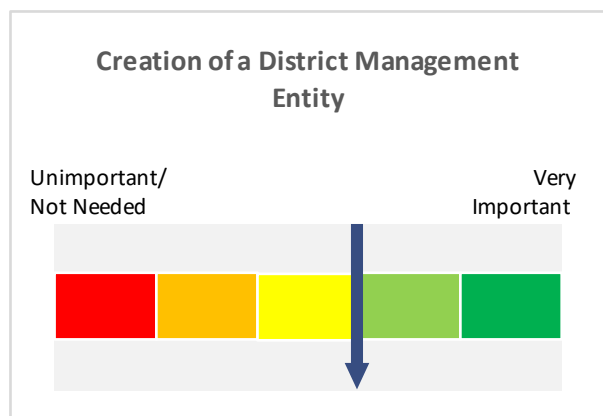 Creation of a District Management
Entity
Unimportant/
Not Needed
Very
Important